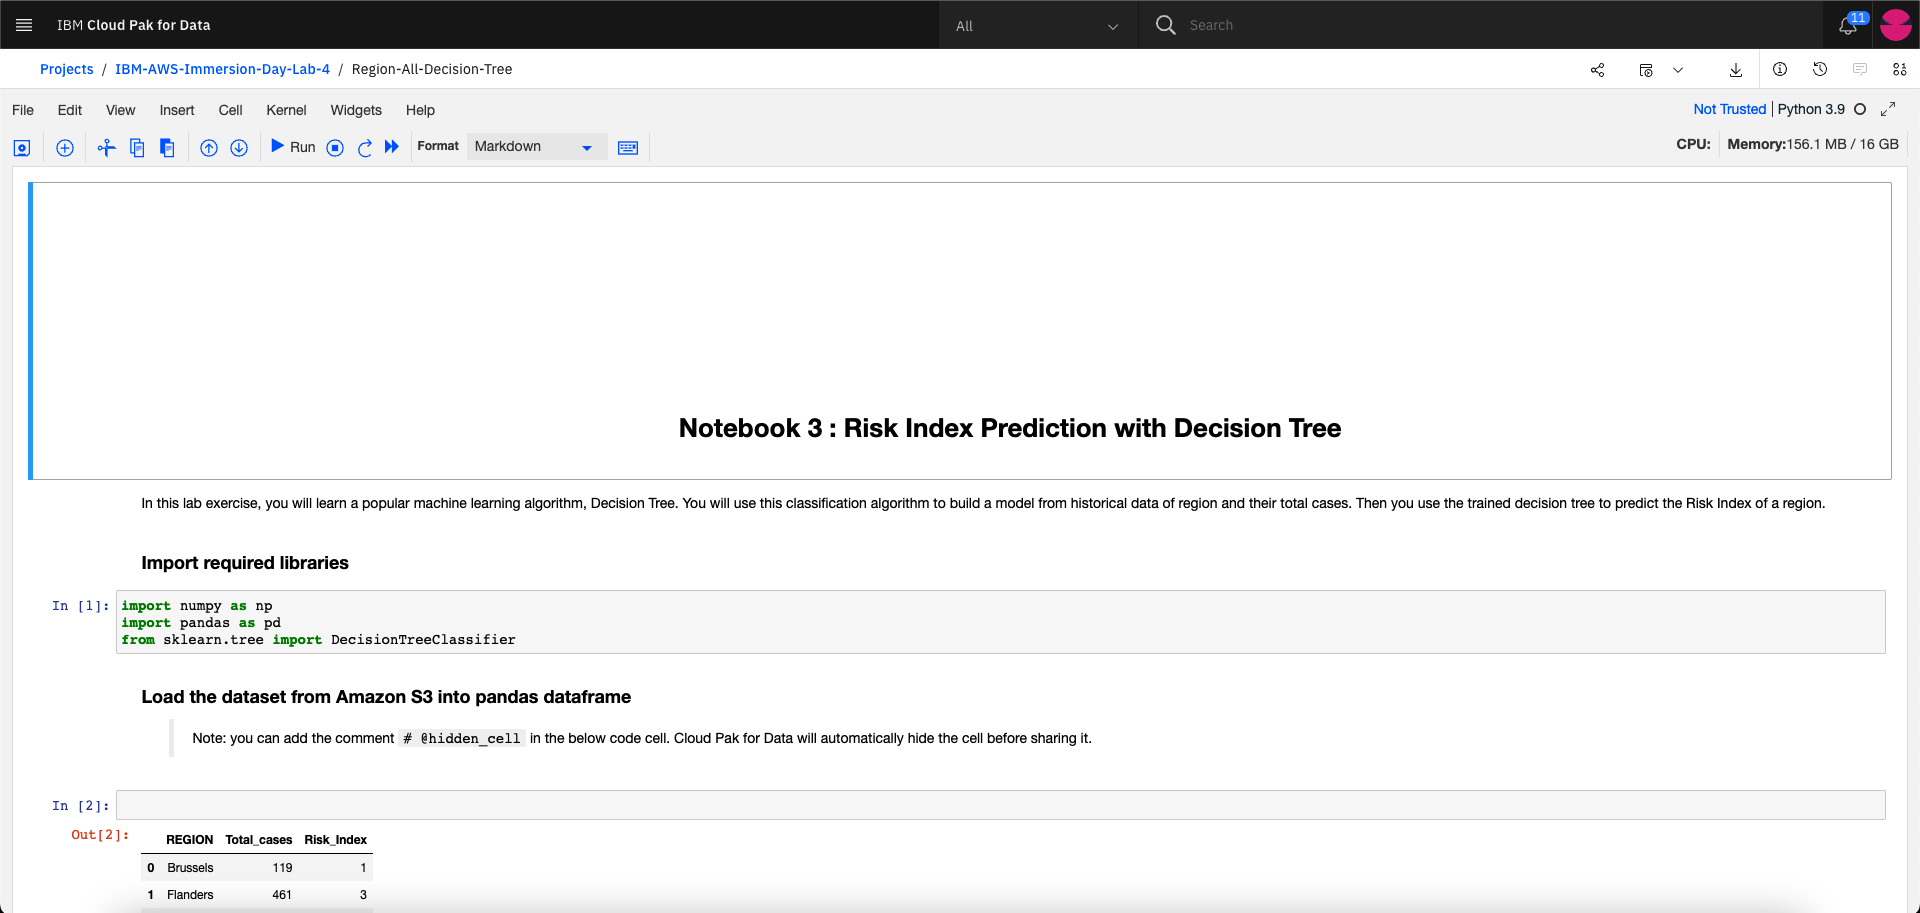 IBM Cloud Pak for Data
All
Search
11
Projects / IBM-AWS-Immersion-Day-Lab-4 / Region-All-Decision-Tree
File Edit View Insert Cell Kernel Widgets Help
Not Trusted | Python 3.9
Run
Format Markdown
CPU: Memory:156.1 MB / 16 GB
Notebook 3 : Risk Index Prediction with Decision Tree
In this lab exercise, you will learn a popular machine learning algorithm, Decision Tree. You will use this classification algorithm to build a model from historical data of region and their total cases. Then you use the trained decision tree to predict the Risk Index of a region.
Import required libraries
In [1]: import numpy as np
import pandas as pd
from sklearn.tree import DecisionTreeClassifier
Load the dataset from Amazon S3 into pandas dataframe
Note: you can add the comment # @hidden_cell in the below code cell. Cloud Pak for Data will automatically hide the cell before sharing it.
In [2]:
Out[2]:
REGION Total_cases Risk_Index
0 Brussels 119 1
1 Flanders 461 3